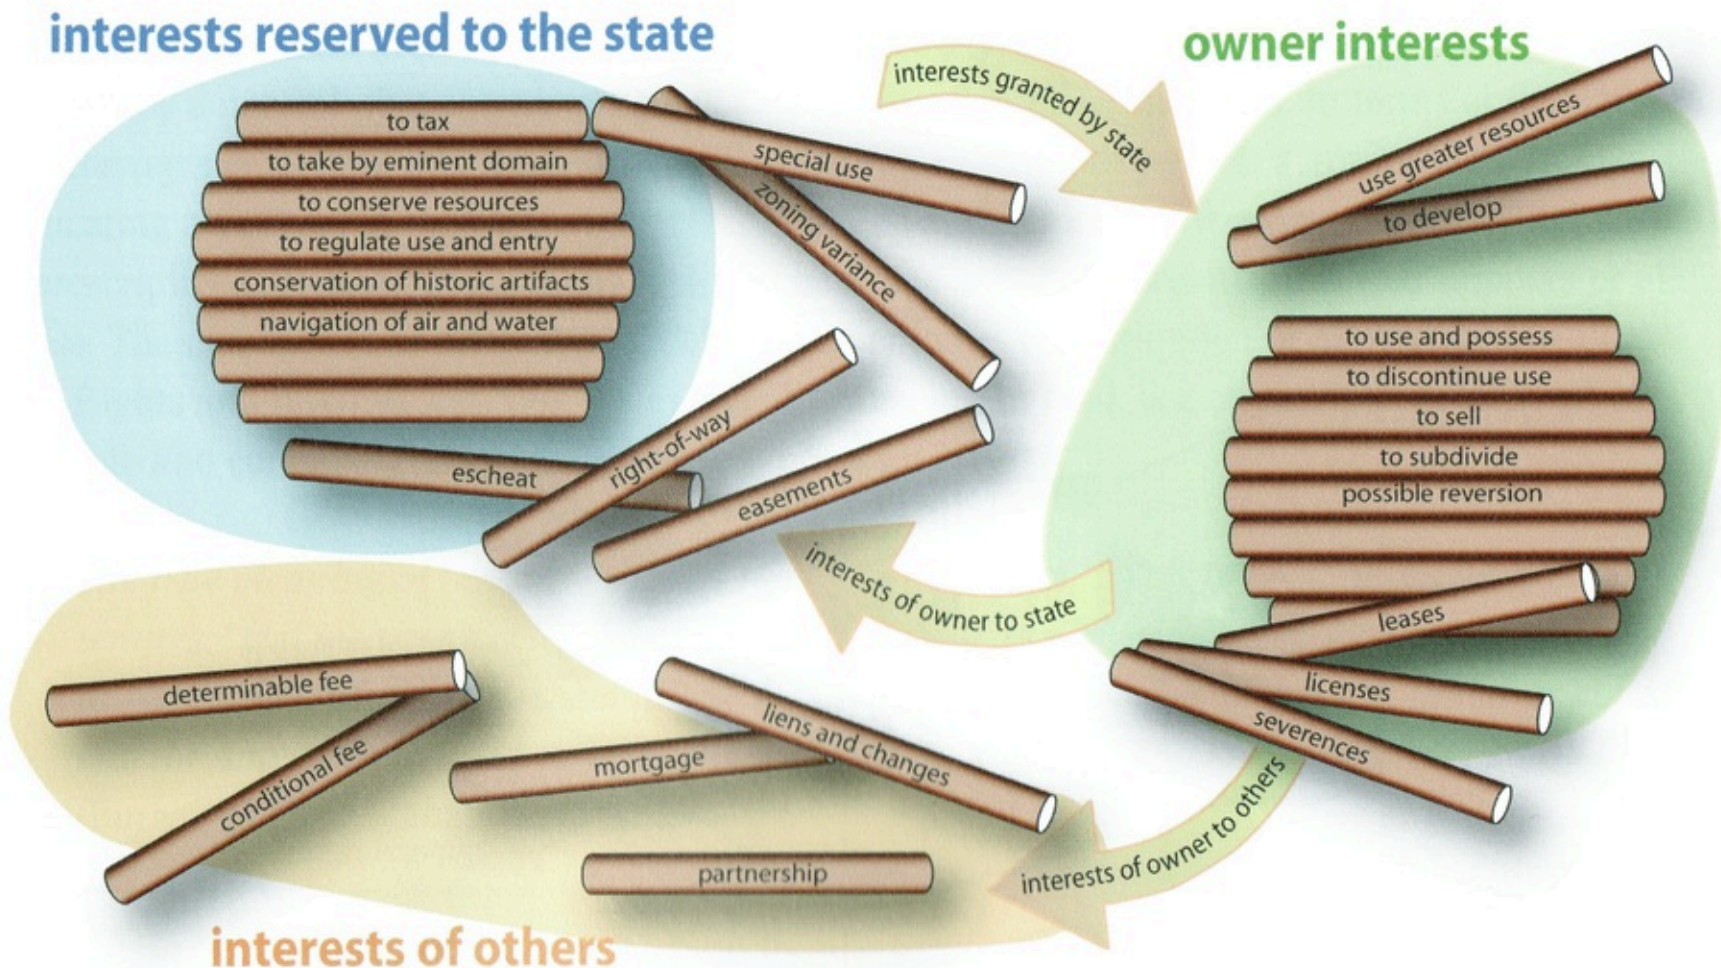 interests reserved to the state
to tax
to take by eminent domain
to conserve resources
to regulate use and entry
conservation of historic artifacts
navigation of air and water
escheat
special use
zoning variance
right-of-way
easements
interests granted by state
owner interests
use greater resources
to develop
to use and possess
to discontinue use
to sell
to subdivide
possible reversion
leases
licenses
severences
interests of owner to state
interests of owner to others
determinable fee
conditional fee
mortgage
liens and changes
partnership
interests of others